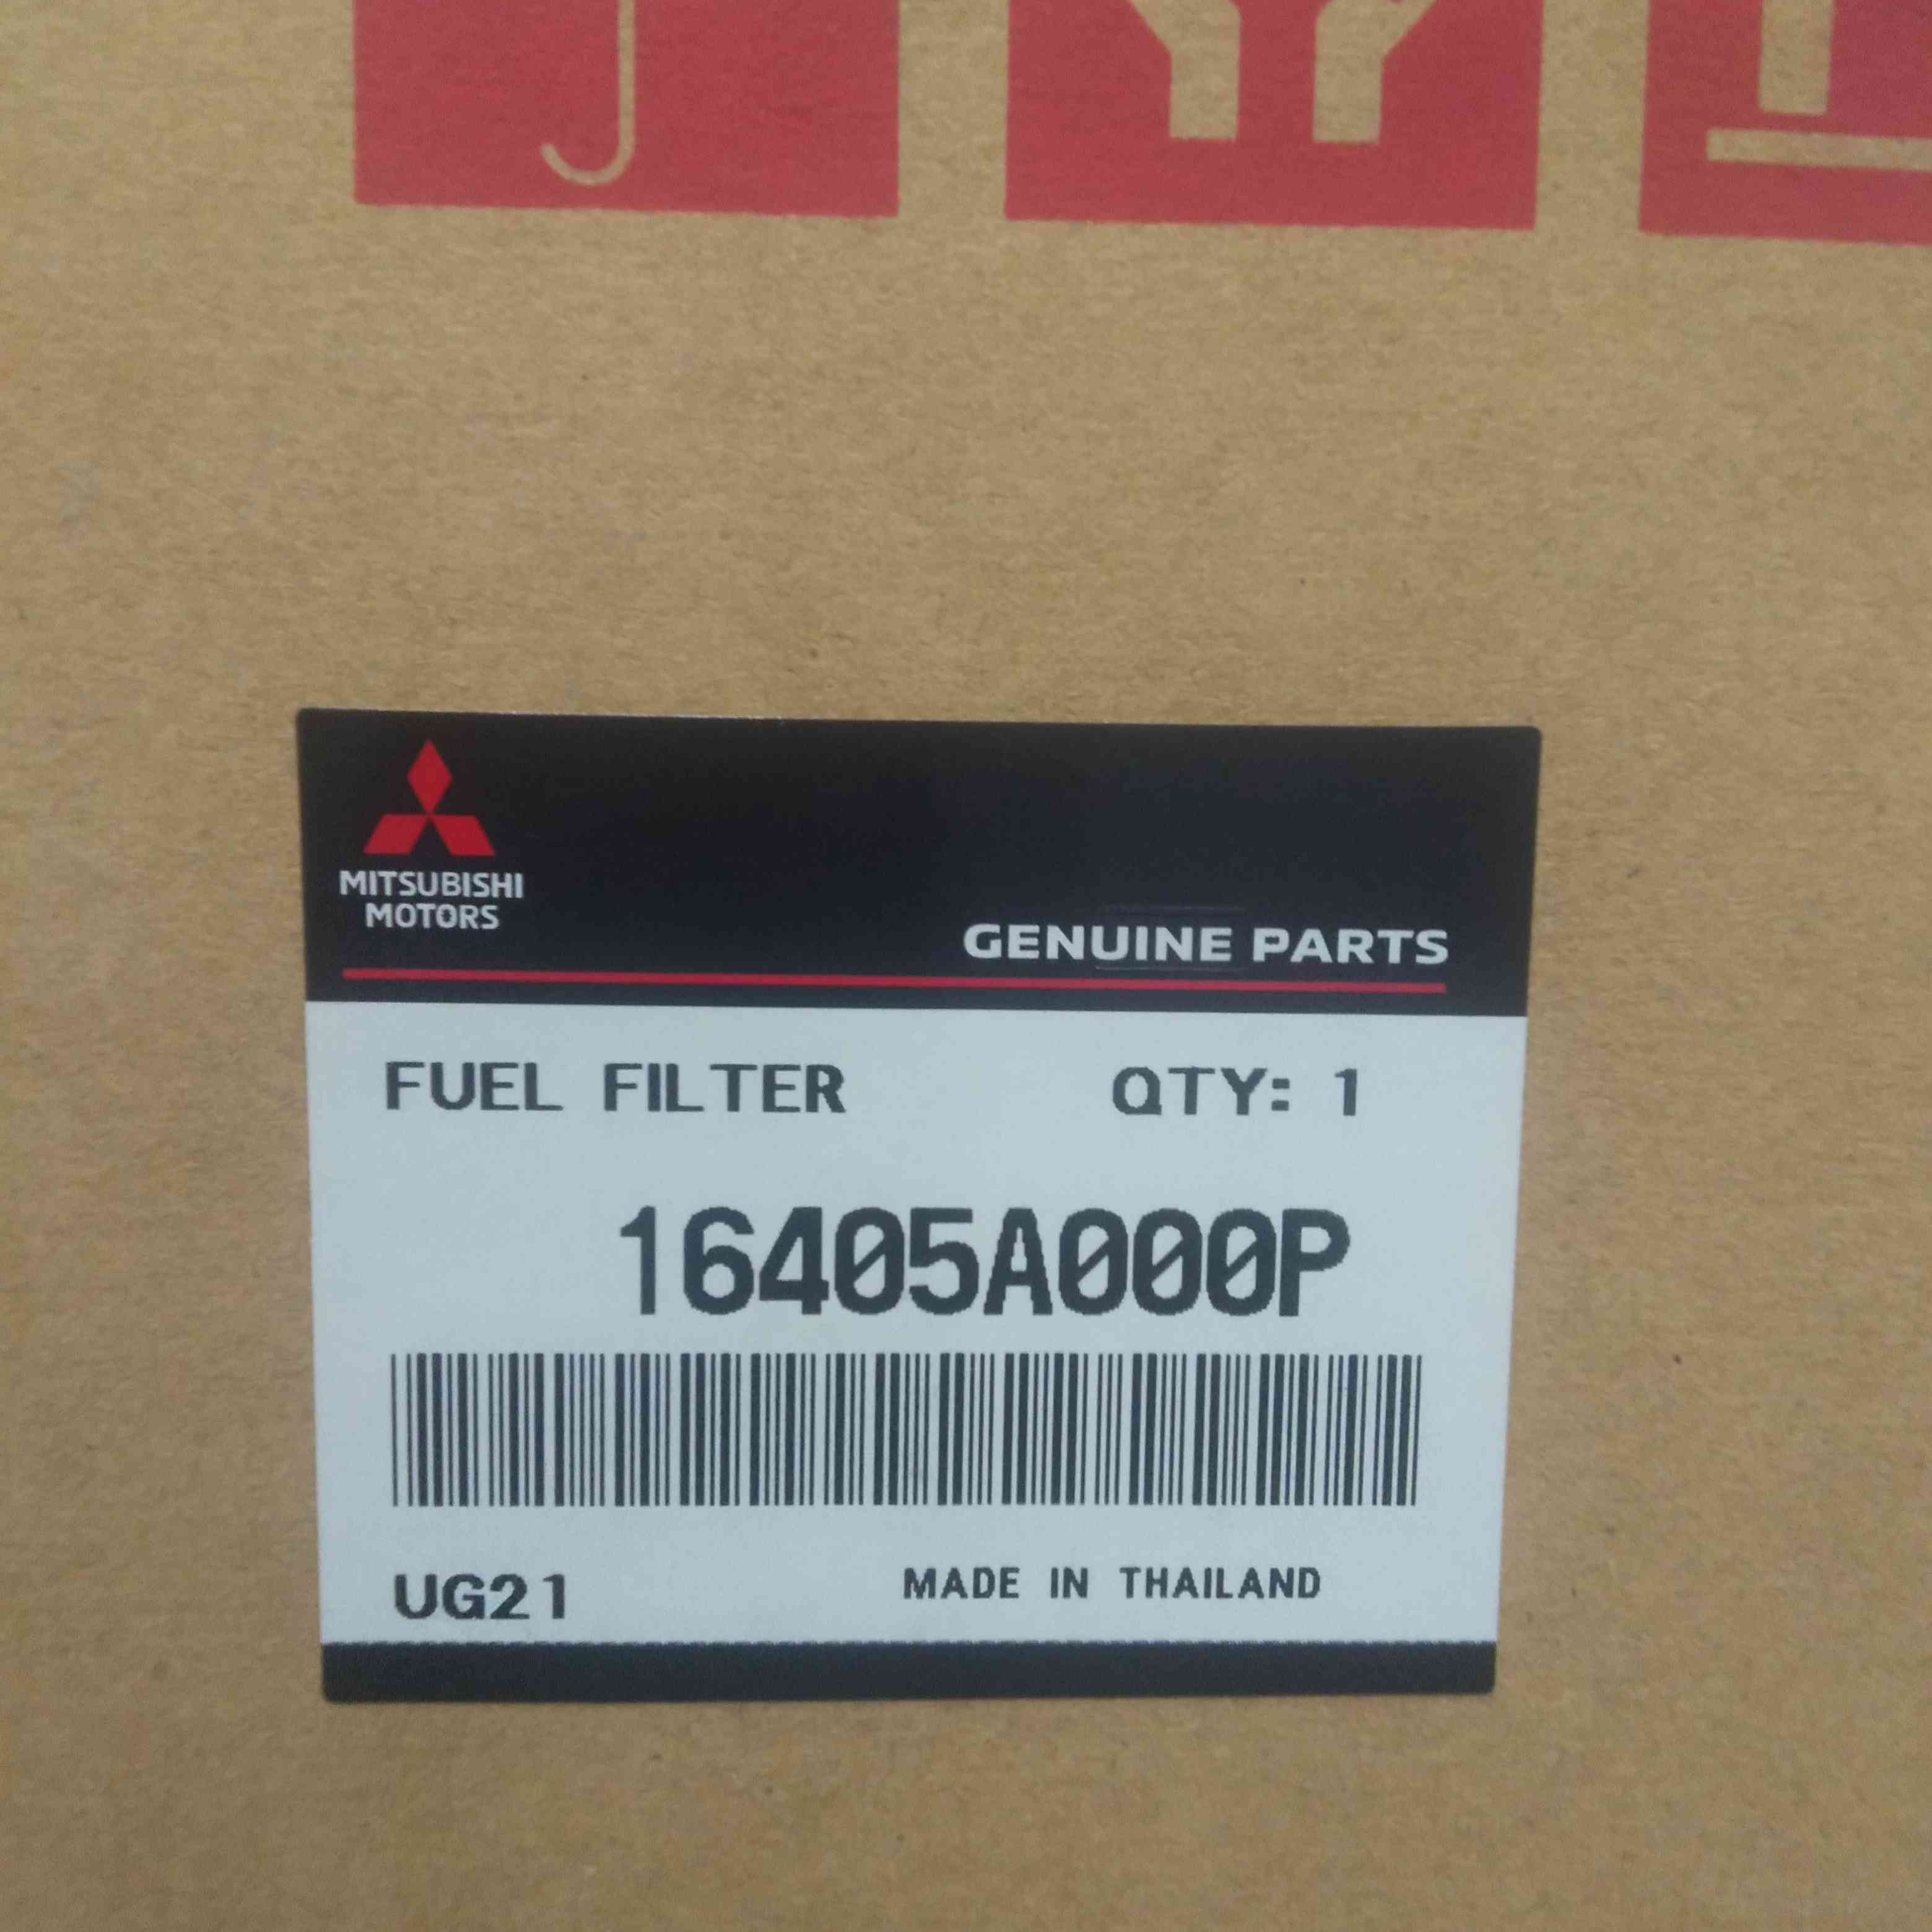 MITSUBISHI
MOTORS
GENUINE PARTS
FUEL FILTER QTY: 1
16405A000P
UG21 MADE IN THAILAND